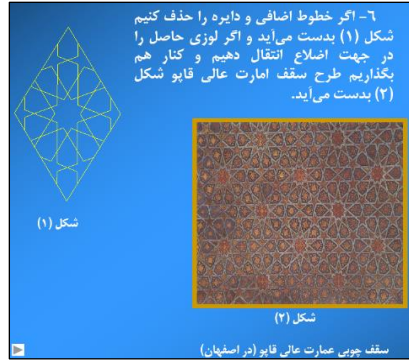 ۶- اگر خطوط اضافی و دایره را حذف کنیم
شکل (۱) بدست می‌آید و اگر لوزی حاصل را
در جهت اضلاع انتقال دهیم و کنار هم
بگذاریم طرح سقف امارت عالی قاپو شکل
(۲) بدست می‌آید.
شکل (۱)
شکل (۲)
سقف چوبی عمارت عالی قاپو (در اصفهان)